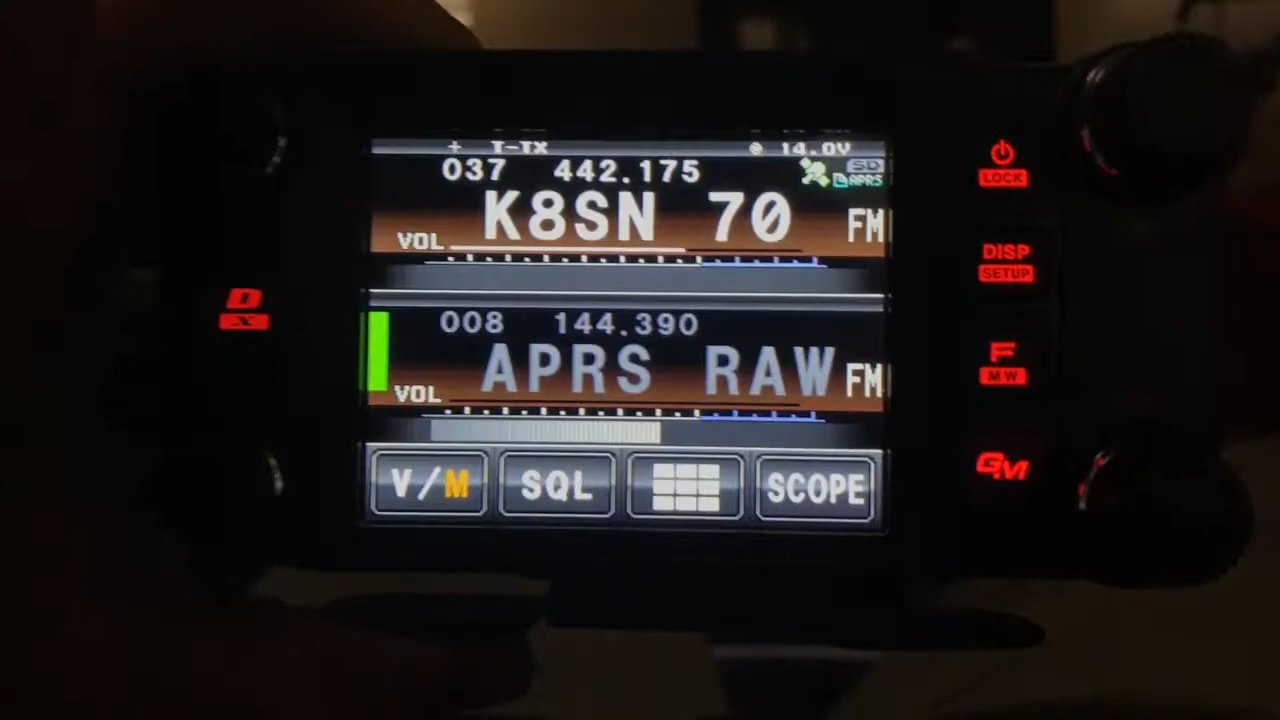 + T-TX 14.0V
037 442.175 SD
APRS
K8SN 70 FM
VOL
008 144.390
APRS RAW FM
VOL
V/M SQL SCOPE
D
X
LOCK
DISP
SETUP
F
MW
GM